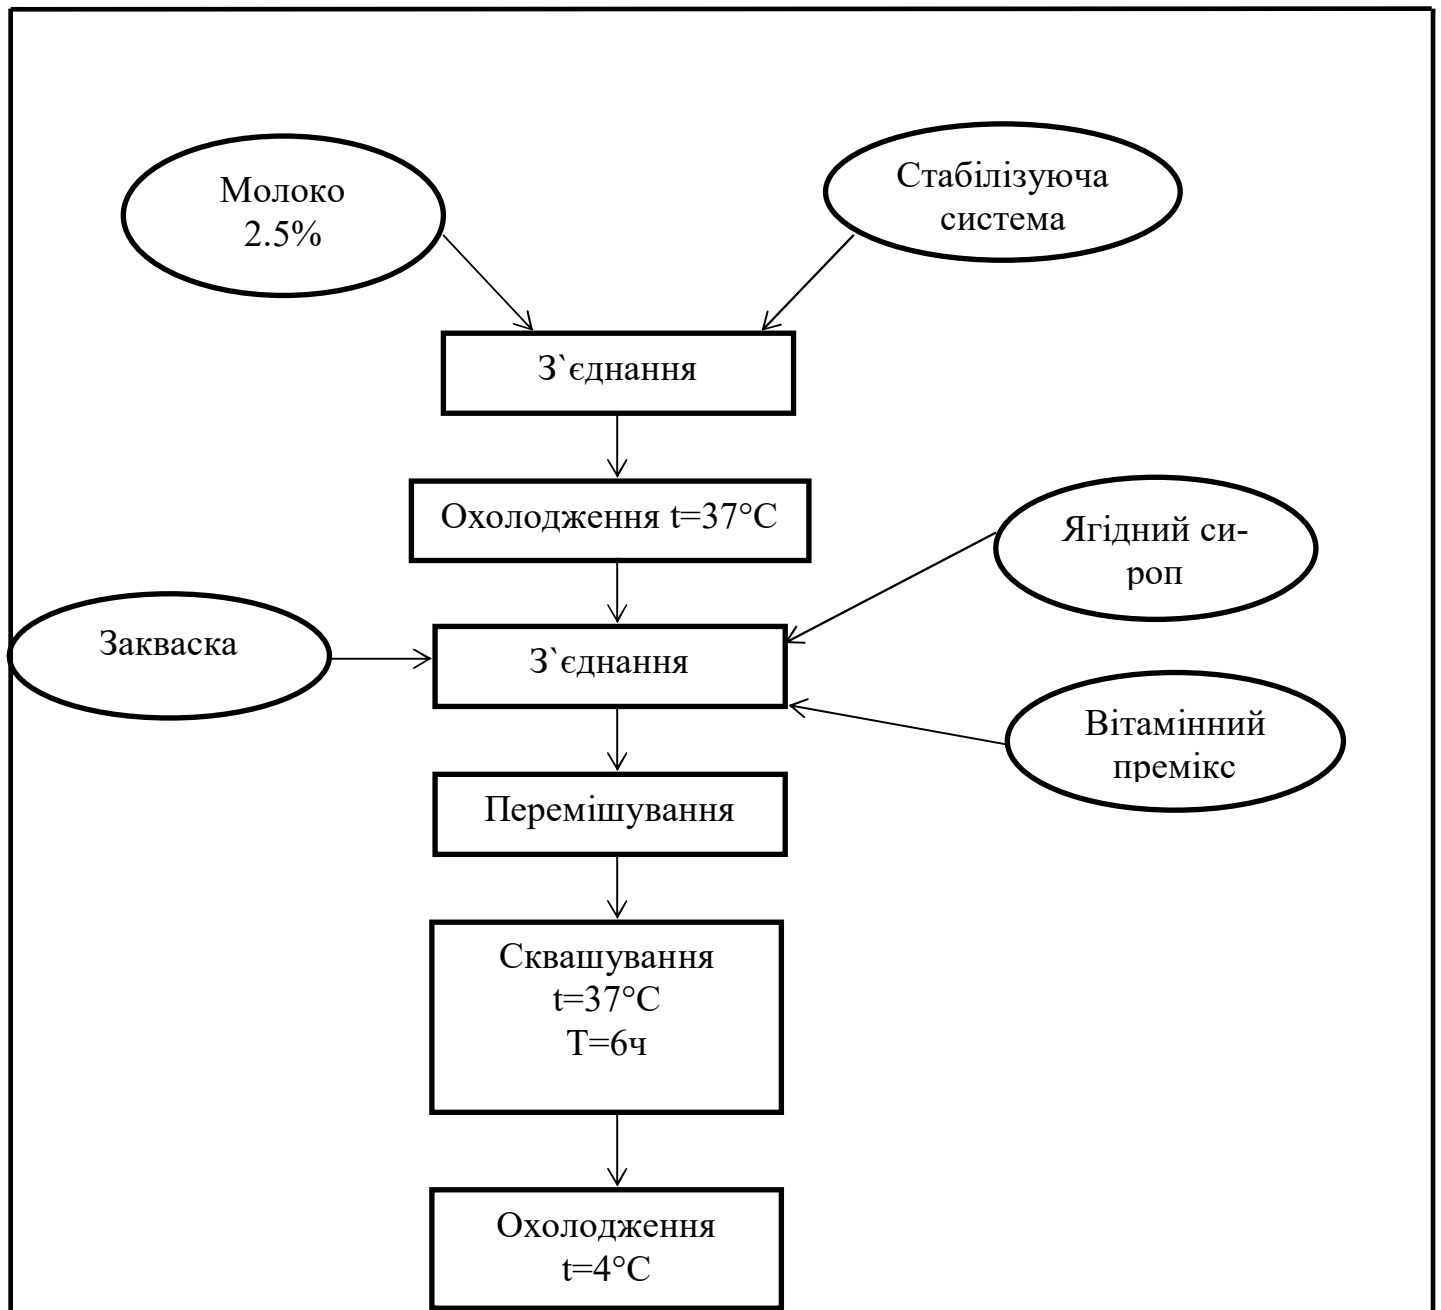 Молоко
2.5%
Стабілізуюча
система
З`єднання
Охолодження t=37°C
Ягідний си-
роп
Закваска
З`єднання
Вітамінний
премікс
Перемішування
Сквашування
t=37°C
T=6ч
Охолодження
t=4°C